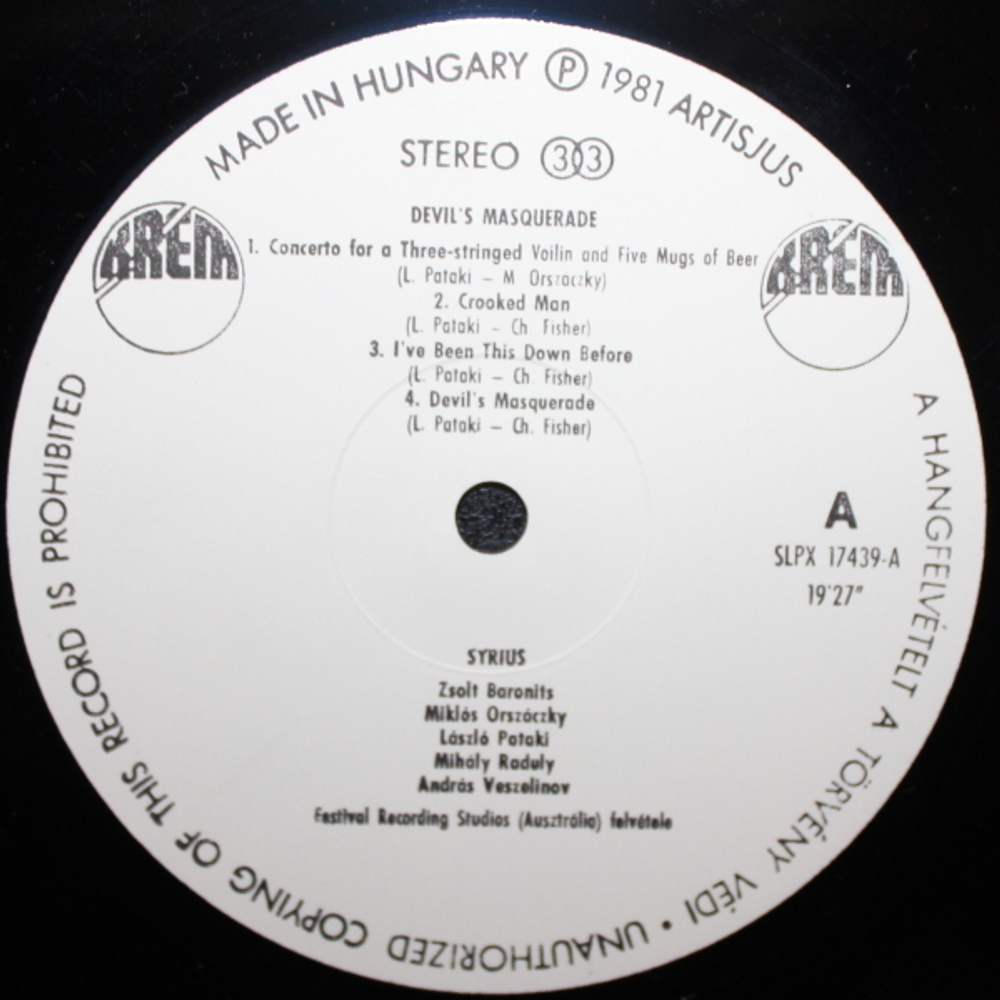 MADE IN HUNGARY Ⓟ 1981 ARTISJUS
STEREO 33
KRÉM
KRÉM
DEVIL'S MASQUERADE
1. Concerto for a Three-stringed Voilin and Five Mugs of Beer
(L. Pataki – M Orszáczky)
2. Crooked Man
(L. Pataki – Ch. Fisher)
3. I've Been This Down Before
(L. Pataki – Ch. Fisher)
4. Devil's Masquerade
(L. Pataki – Ch. Fisher)
A
SLPX 17439-A
19'27"
SYRIUS
Zsolt Baronits
Miklós Orszáczky
László Pataki
Mihály Raduly
András Veszelinov
Festival Recording Studios (Ausztrália) felvétele
A HANGFELVÉTELT A TÖRVÉNY VÉDI • UNAUTHORIZED COPYING OF THIS RECORD IS PROHIBITED